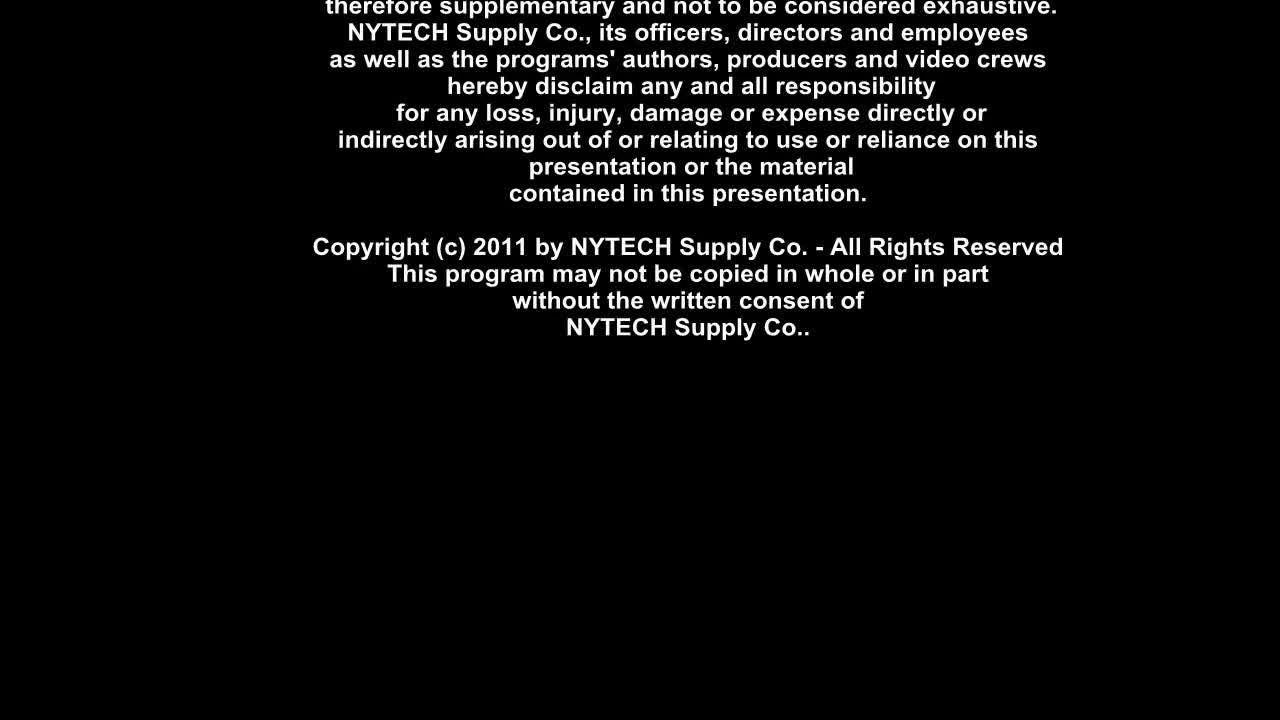 therefore supplementary and not to be considered exhaustive.
NYTECH Supply Co., its officers, directors and employees
as well as the programs' authors, producers and video crews
hereby disclaim any and all responsibility
for any loss, injury, damage or expense directly or
indirectly arising out of or relating to use or reliance on this
presentation or the material
contained in this presentation.
Copyright (c) 2011 by NYTECH Supply Co. - All Rights Reserved
This program may not be copied in whole or in part
without the written consent of
NYTECH Supply Co..